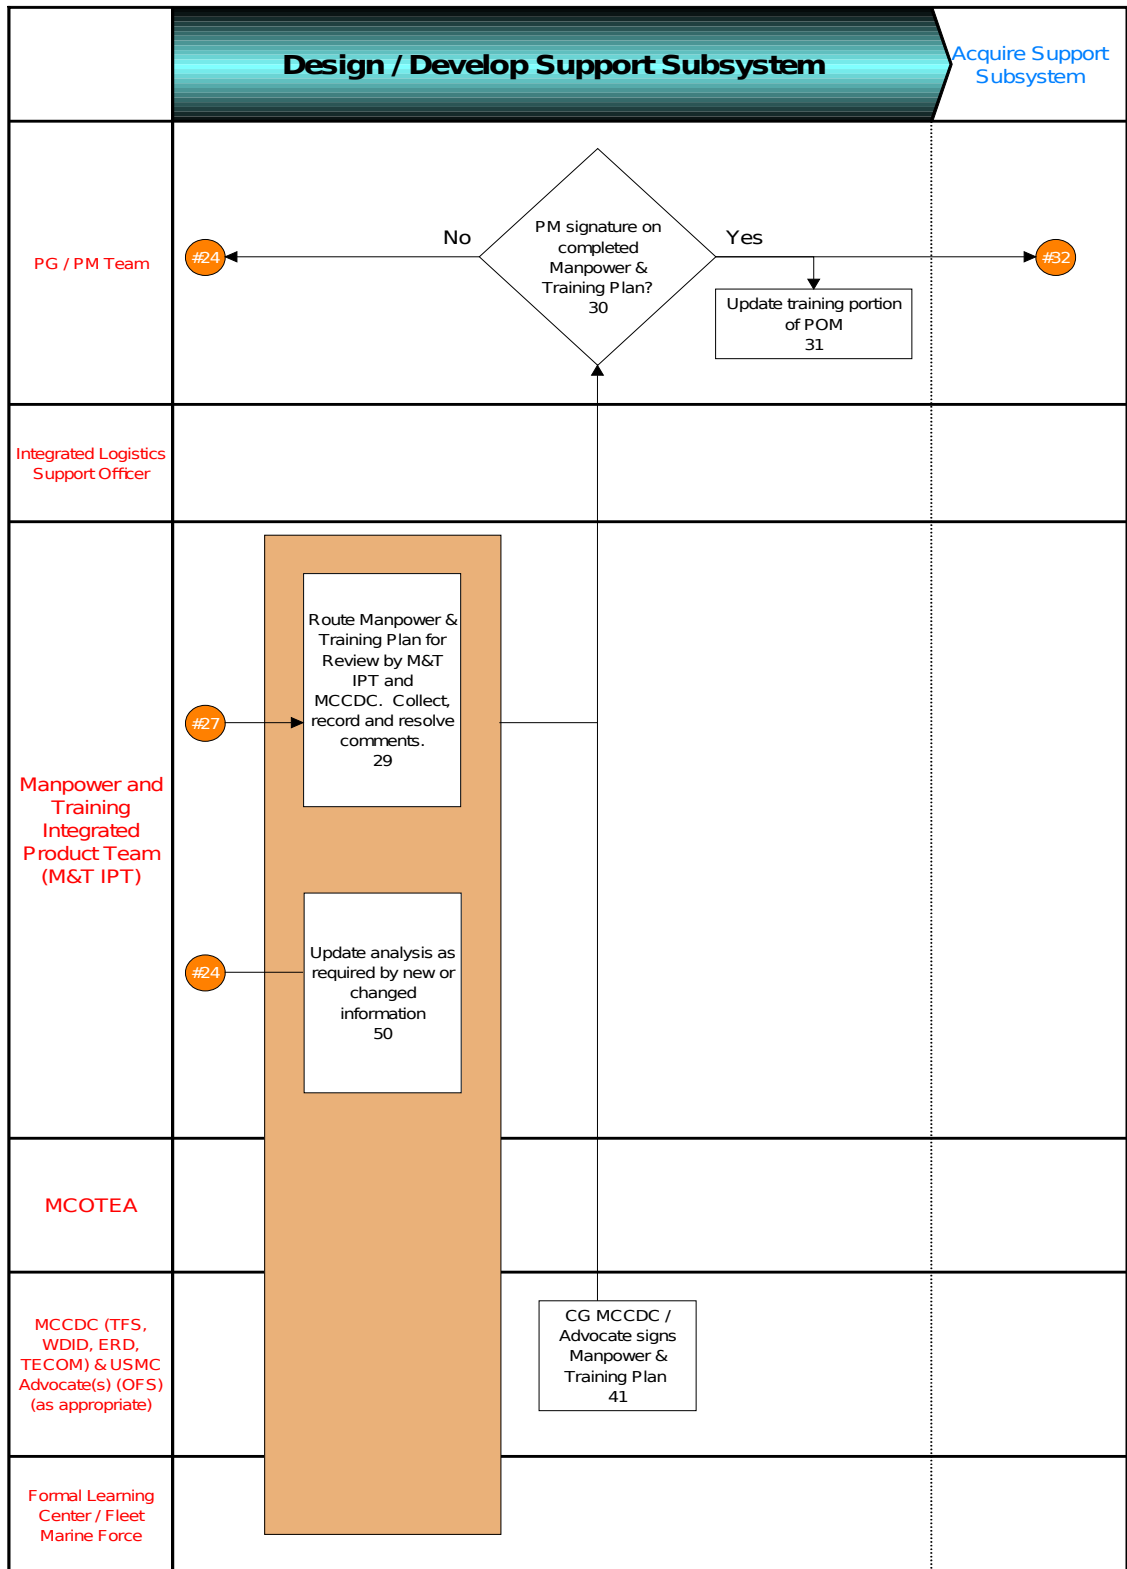 Design / Develop Support Subsystem
Acquire Support
Subsystem
PG / PM Team
#24
No
PM signature on
completed
Manpower &
Training Plan?
30
Yes
#32
Update training portion
of POM
31
Integrated Logistics
Support Officer
Manpower and
Training
Integrated
Product Team
(M&T IPT)
#27
Route Manpower &
Training Plan for
Review by M&T
IPT and
MCCDC.  Collect,
record and resolve
comments.
29
#24
Update analysis as
required by new or
changed
information
50
MCOTEA
MCCDC (TFS,
WDID, ERD,
TECOM) & USMC
Advocate(s) (OFS)
(as appropriate)
CG MCCDC /
Advocate signs
Manpower &
Training Plan
41
Formal Learning
Center / Fleet
Marine Force